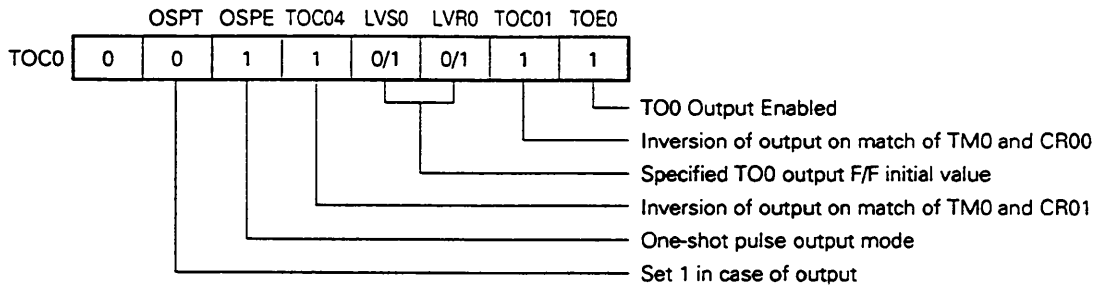 OSPT OSPE TOC04 LVS0 LVR0 TOC01 TOE0
TOC0 0 0 1 1 0/1 0/1 1 1
TO0 Output Enabled
Inversion of output on match of TM0 and CR00
Specified TO0 output F/F initial value
Inversion of output on match of TM0 and CR01
One-shot pulse output mode
Set 1 in case of output